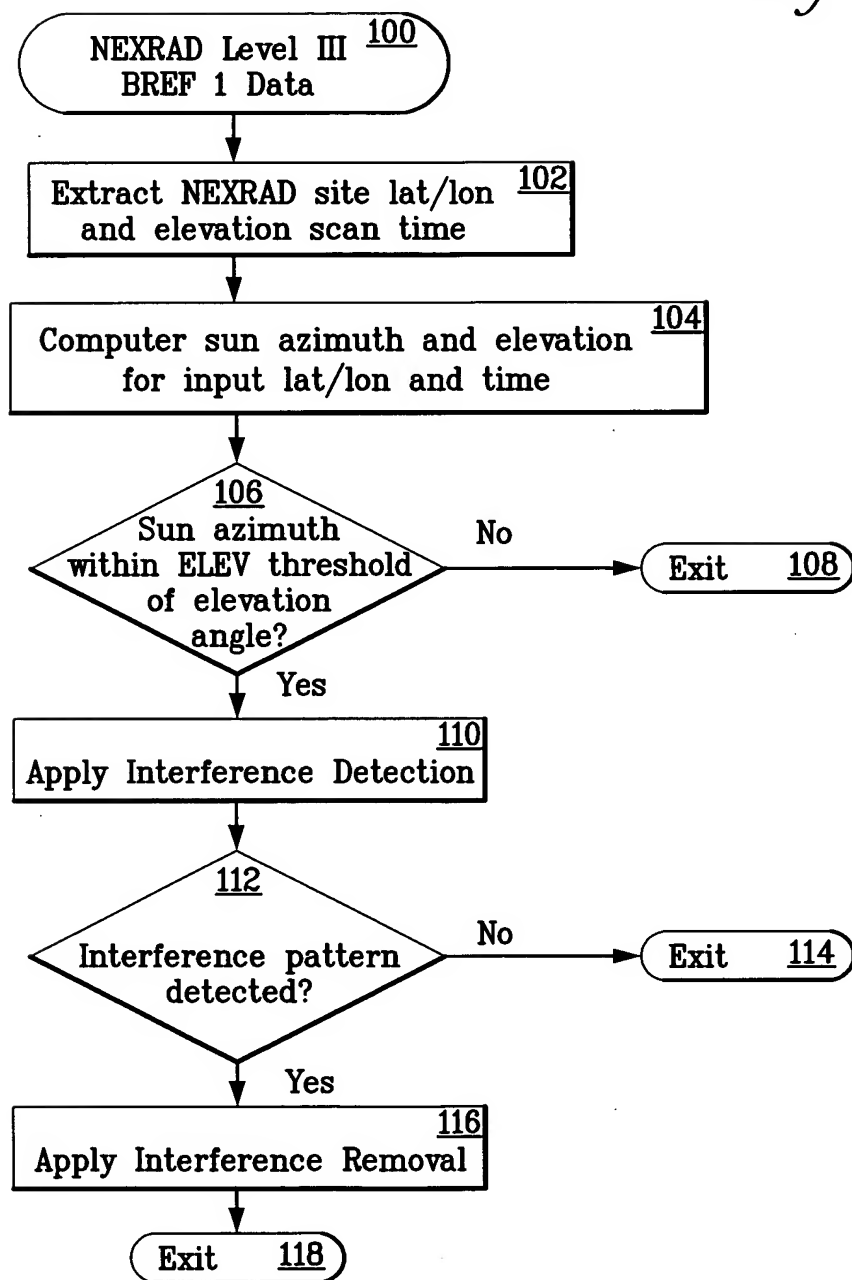 NEXRAD Level III 100
BREF 1 Data
Extract NEXRAD site lat/lon 102
and elevation scan time
104
Computer sun azimuth and elevation
for input lat/lon and time
106
Sun azimuth
within ELEV threshold
of elevation
angle?
No
Exit 108
Yes
110
Apply Interference Detection
112
Interference pattern
detected?
No
Exit 114
Yes
116
Apply Interference Removal
Exit 118